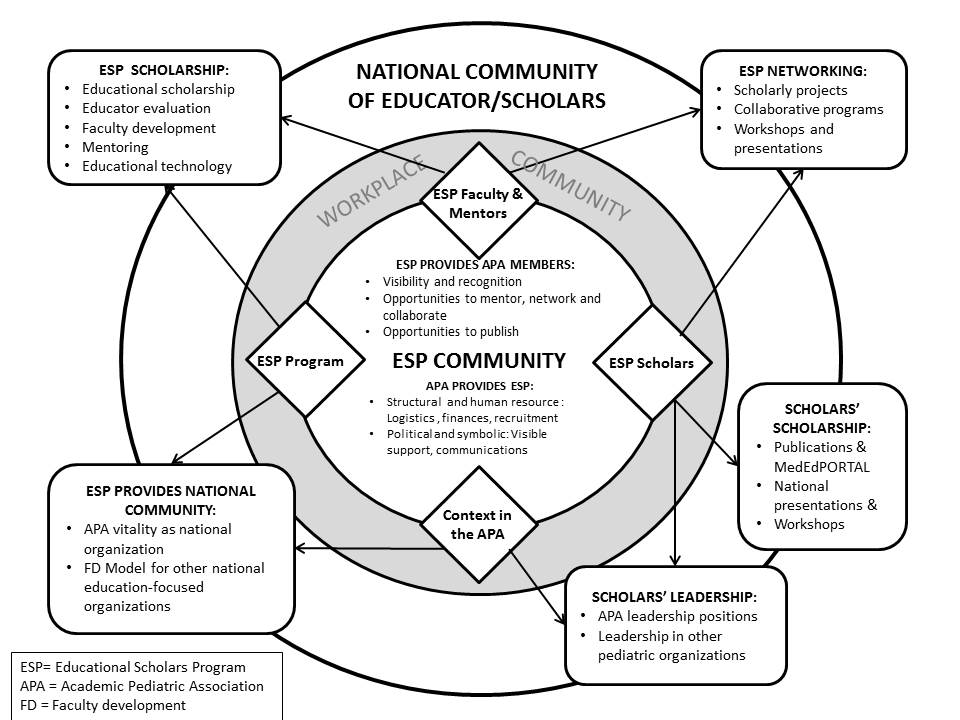 NATIONAL COMMUNITY
OF EDUCATOR/SCHOLARS
ESP SCHOLARSHIP:
• Educational scholarship
• Educator evaluation
• Faculty development
• Mentoring
• Educational technology
ESP NETWORKING:
• Scholarly projects
• Collaborative programs
• Workshops and
presentations
WORKPLACE
COMMUNITY
ESP Faculty &
Mentors
ESP PROVIDES APA MEMBERS:
• Visibility and recognition
• Opportunities to mentor, network and
collaborate
• Opportunities to publish
ESP Program
ESP COMMUNITY
ESP Scholars
APA PROVIDES ESP:
• Structural and human resource :
Logistics , finances, recruitment
• Political and symbolic: Visible
support, communications
SCHOLARS’
SCHOLARSHIP:
• Publications &
MedEdPORTAL
• National
presentations &
• Workshops
ESP PROVIDES NATIONAL
COMMUNITY:
• APA vitality as national
organization
• FD Model for other national
education-focused
organizations
Context in
the APA
SCHOLARS’ LEADERSHIP:
• APA leadership positions
• Leadership in other
pediatric organizations
ESP= Educational Scholars Program
APA = Academic Pediatric Association
FD = Faculty development